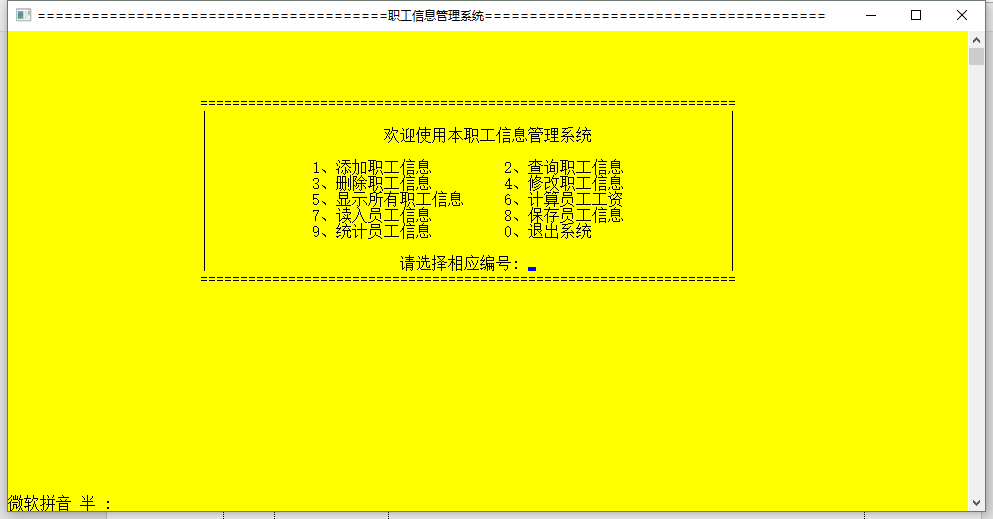 =======================================职工信息管理系统======================================
===================================================================
欢迎使用本职工信息管理系统
1、添加职工信息 2、查询职工信息
3、删除职工信息 4、修改职工信息
5、显示所有职工信息 6、计算员工工资
7、读入员工信息 8、保存员工信息
9、统计员工信息 0、退出系统
请选择相应编号:
===================================================================
微软拼音 半 :